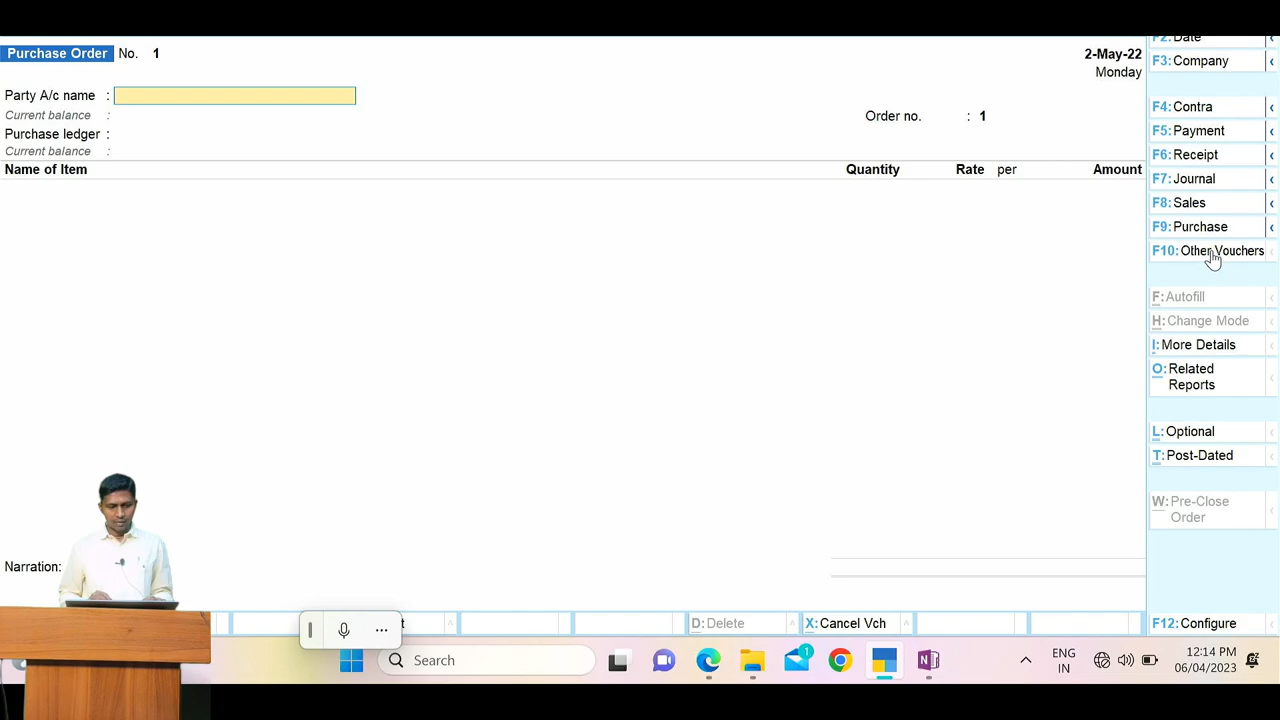 F2: Date
Purchase Order No. 1
2-May-22
F3: Company
Monday
Party A/c name :
F4: Contra
Current balance :
Order no. : 1
F5: Payment
Purchase ledger :
Current balance :
F6: Receipt
Name of Item Quantity Rate per Amount
F7: Journal
F8: Sales
F9: Purchase
F10: Other Vouchers
F: Autofill
H: Change Mode
I: More Details
O: Related
Reports
L: Optional
T: Post-Dated
W: Pre-Close
Order
Narration:
D: Delete
X: Cancel Vch
F12: Configure
Search
1
ENG
IN
12:14 PM
06/04/2023